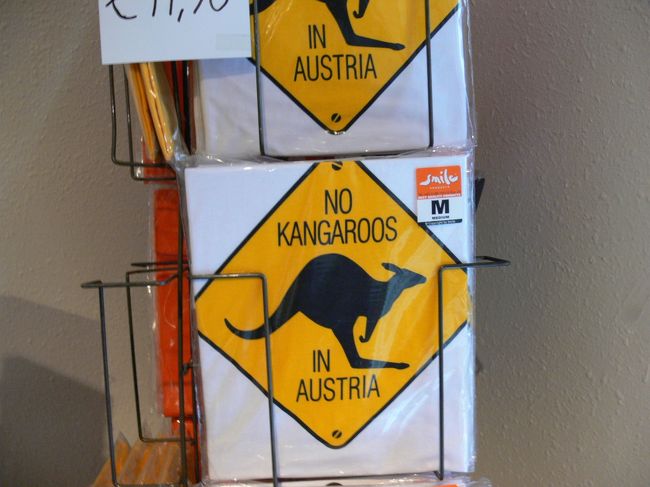 IN
AUSTRIA
NO
KANGAROOS
IN
AUSTRIA
smile
M
MEDIUM